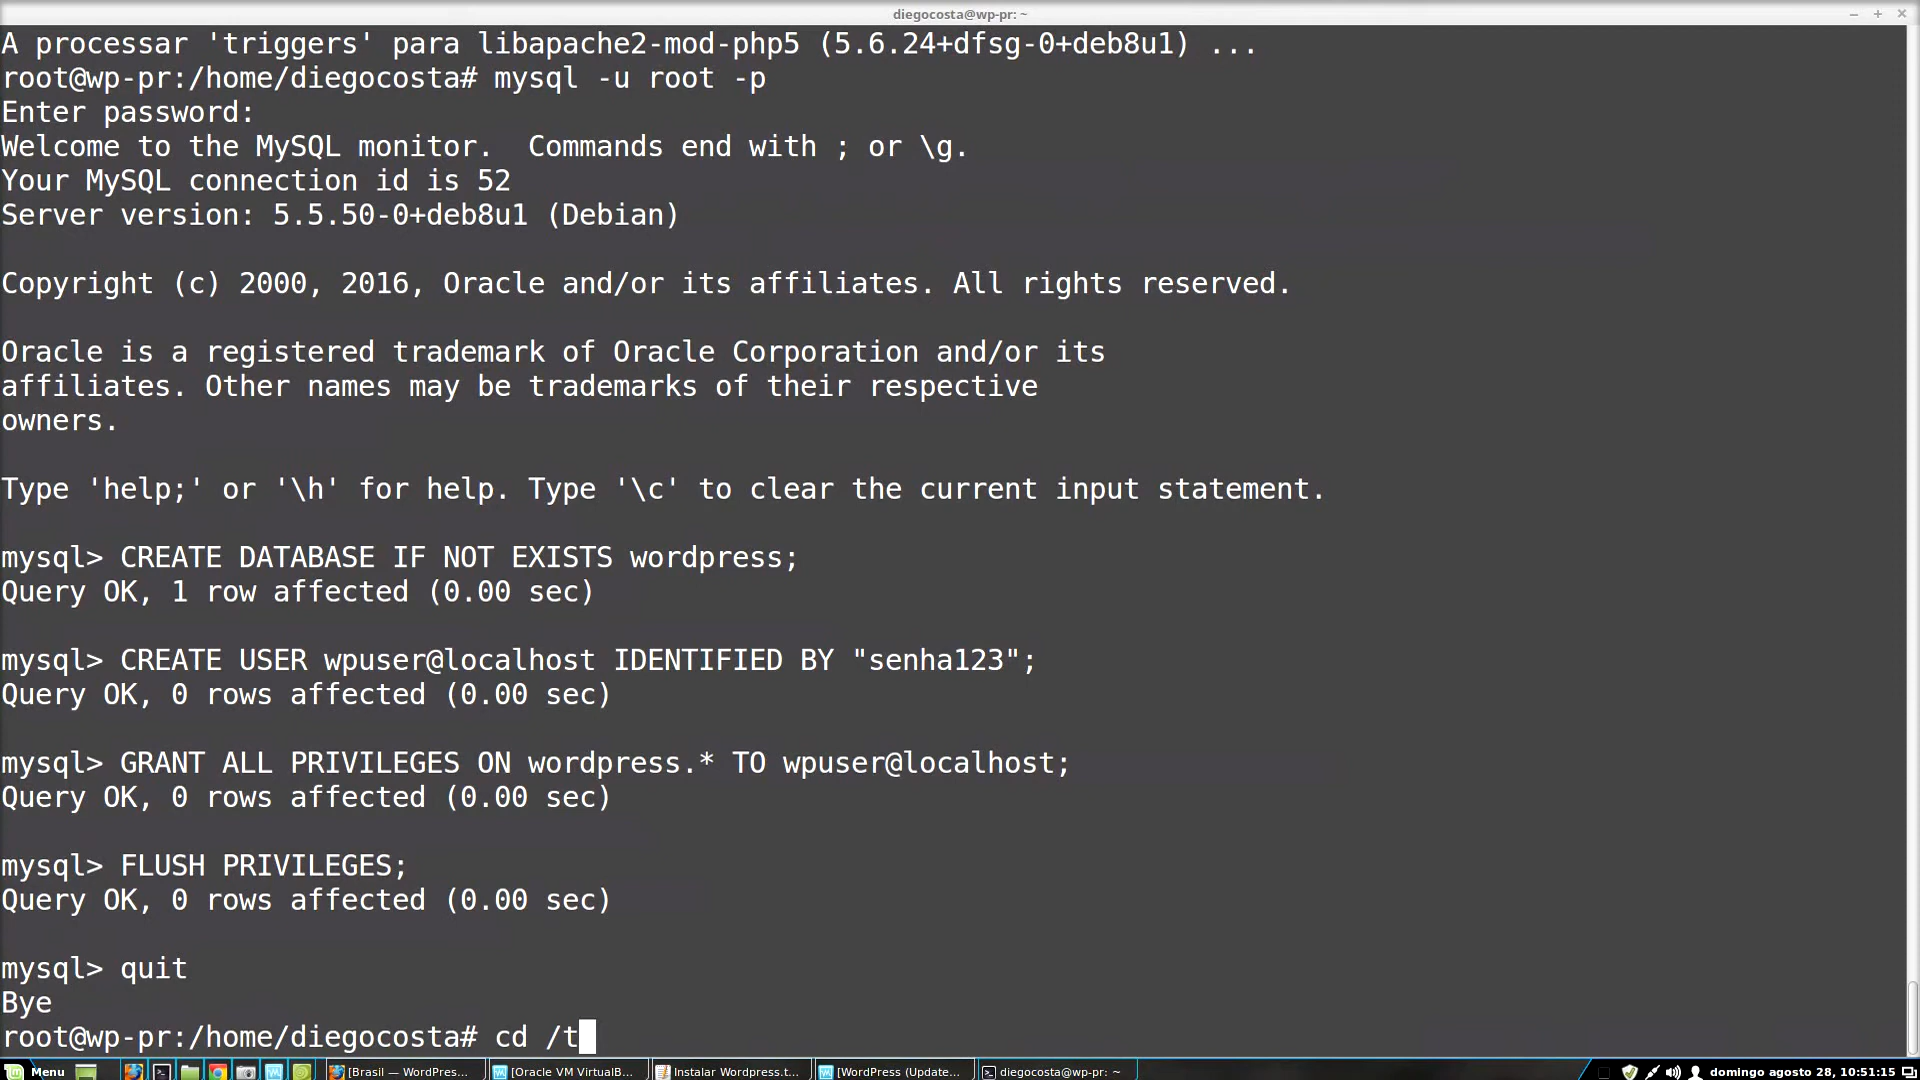 diegocosta@wp-pr: ~
A processar 'triggers' para libapache2-mod-php5 (5.6.24+dfsg-0+deb8u1) ...
root@wp-pr:/home/diegocosta# mysql -u root -p
Enter password:
Welcome to the MySQL monitor.  Commands end with ; or \g.
Your MySQL connection id is 52
Server version: 5.5.50-0+deb8u1 (Debian)
Copyright (c) 2000, 2016, Oracle and/or its affiliates. All rights reserved.
Oracle is a registered trademark of Oracle Corporation and/or its
affiliates. Other names may be trademarks of their respective
owners.
Type 'help;' or '\h' for help. Type '\c' to clear the current input statement.
mysql> CREATE DATABASE IF NOT EXISTS wordpress;
Query OK, 1 row affected (0.00 sec)
mysql> CREATE USER wpuser@localhost IDENTIFIED BY "senha123";
Query OK, 0 rows affected (0.00 sec)
mysql> GRANT ALL PRIVILEGES ON wordpress.* TO wpuser@localhost;
Query OK, 0 rows affected (0.00 sec)
mysql> FLUSH PRIVILEGES;
Query OK, 0 rows affected (0.00 sec)
mysql> quit
Bye
root@wp-pr:/home/diegocosta# cd /t
Menu [Brasil — WordPres... [Oracle VM VirtualB... Instalar Wordpress.t... [WordPress (Update... diegocosta@wp-pr: ~ domingo agosto 28, 10:51:15